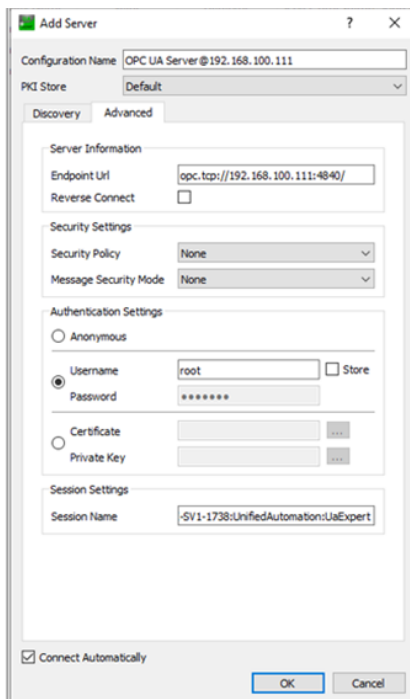 Add Server
Configuration Name OPC UA Server@192.168.100.111
PKI Store Default
Discovery Advanced
Server Information
Endpoint Url opc.tcp://192.168.100.111:4840/
Reverse Connect
Security Settings
Security Policy None
Message Security Mode None
Authentication Settings
Anonymous
Username root Store
Password •••••••
Certificate ...
Private Key ...
Session Settings
Session Name -SV1-1738:UnifiedAutomation:UaExpert
Connect Automatically
OK Cancel